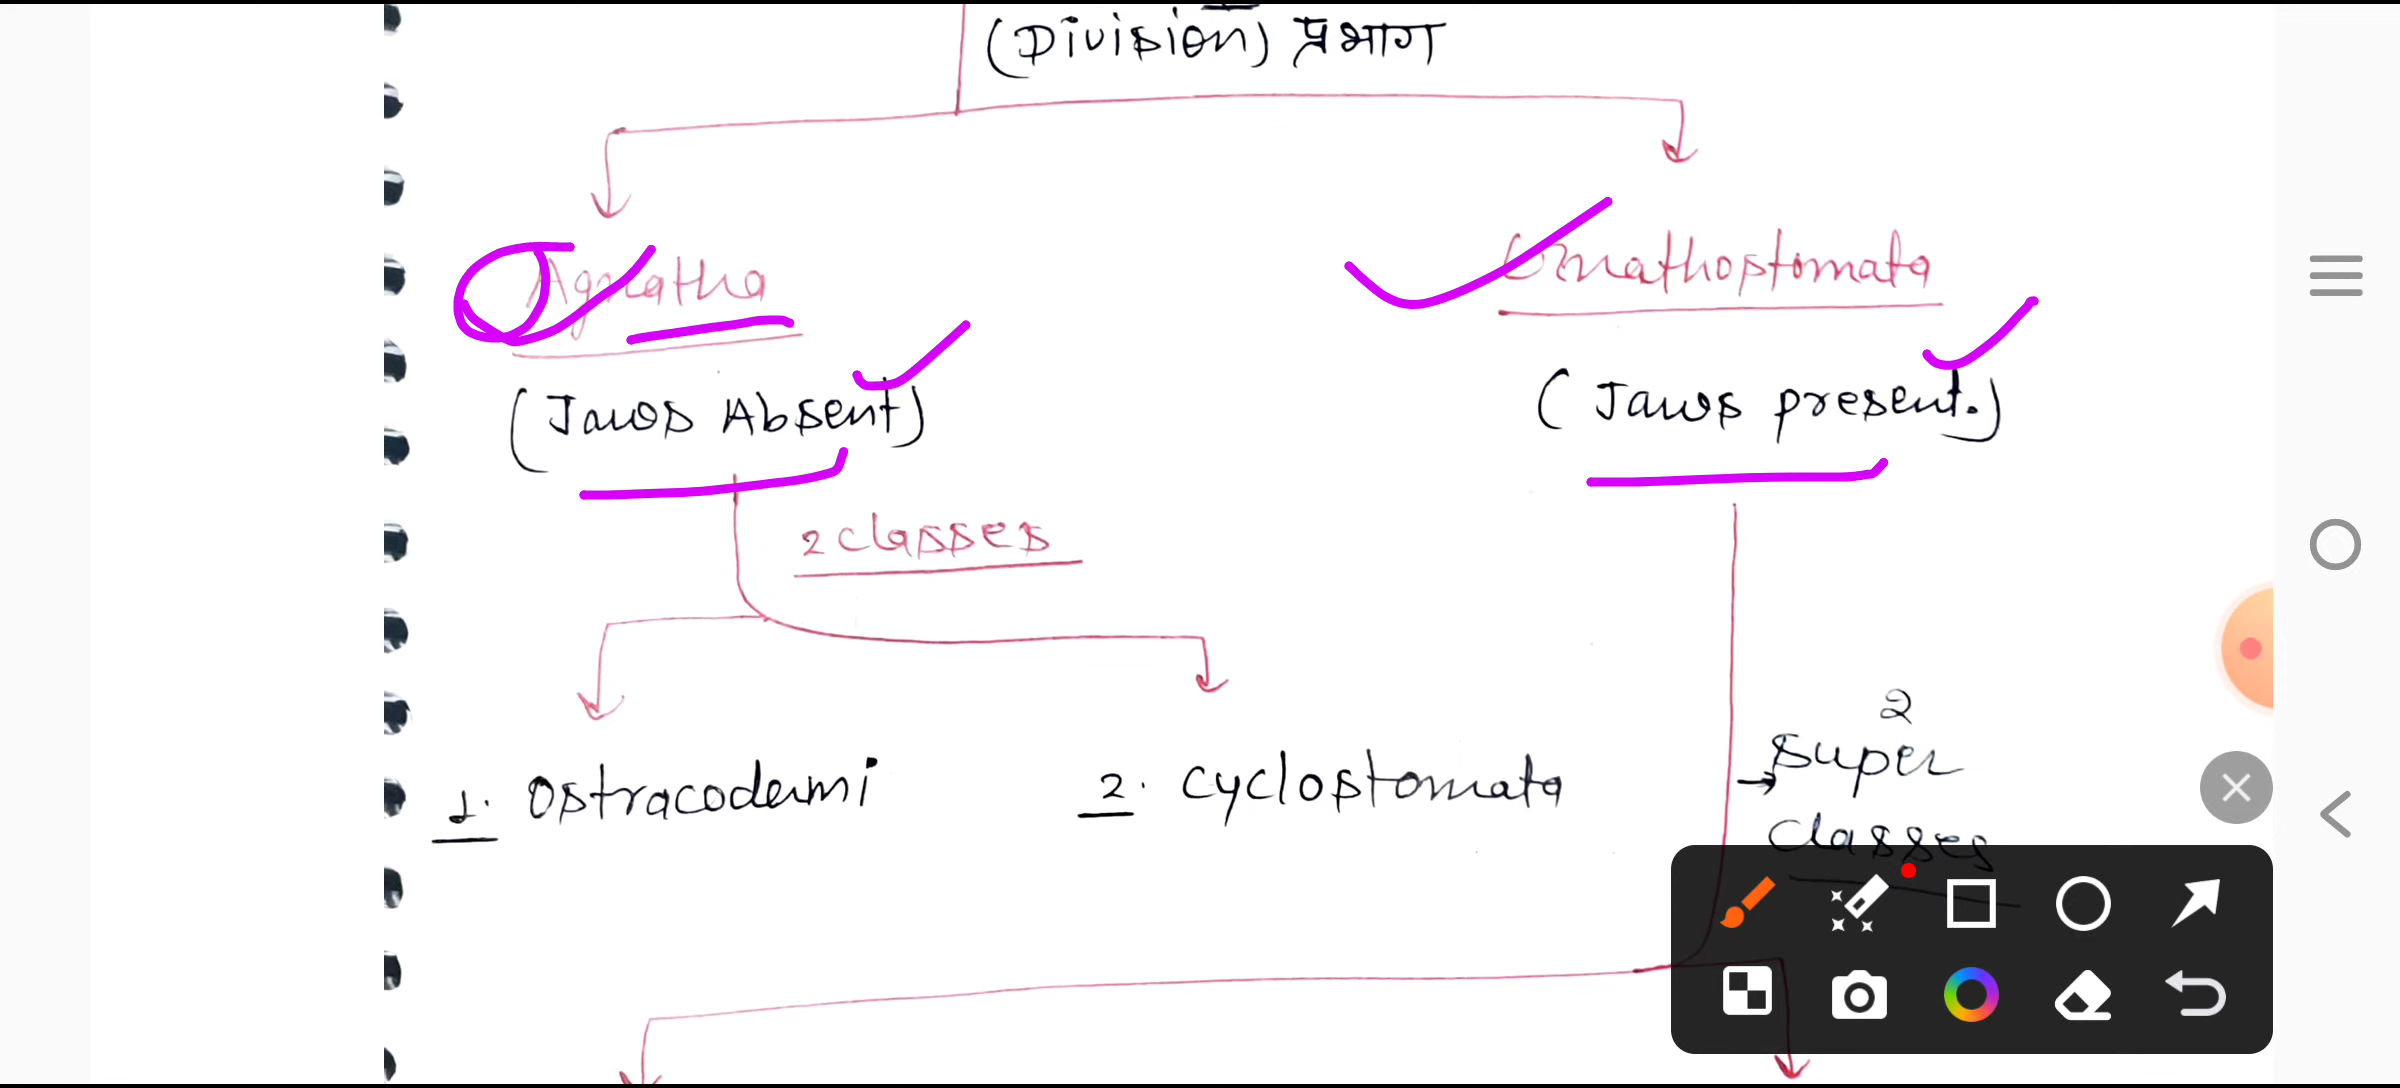 (Division) प्रभाग
Agnatha
Gnathostomata
(Jaws Absent)
(Jaws present.)
2 classes
1. Ostracodermi
2. Cyclostomata
2
→ Super
classes